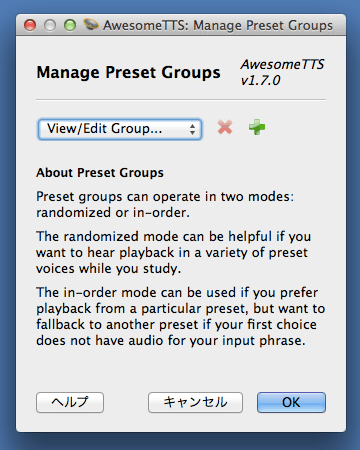 AwesomeTTS: Manage Preset Groups
Manage Preset Groups
AwesomeTTS
v1.7.0
View/Edit Group...
About Preset Groups
Preset groups can operate in two modes:
randomized or in-order.
The randomized mode can be helpful if you
want to hear playback in a variety of preset
voices while you study.
The in-order mode can be used if you prefer
playback from a particular preset, but want to
fallback to another preset if your first choice
does not have audio for your input phrase.
ヘルプ
キャンセル
OK